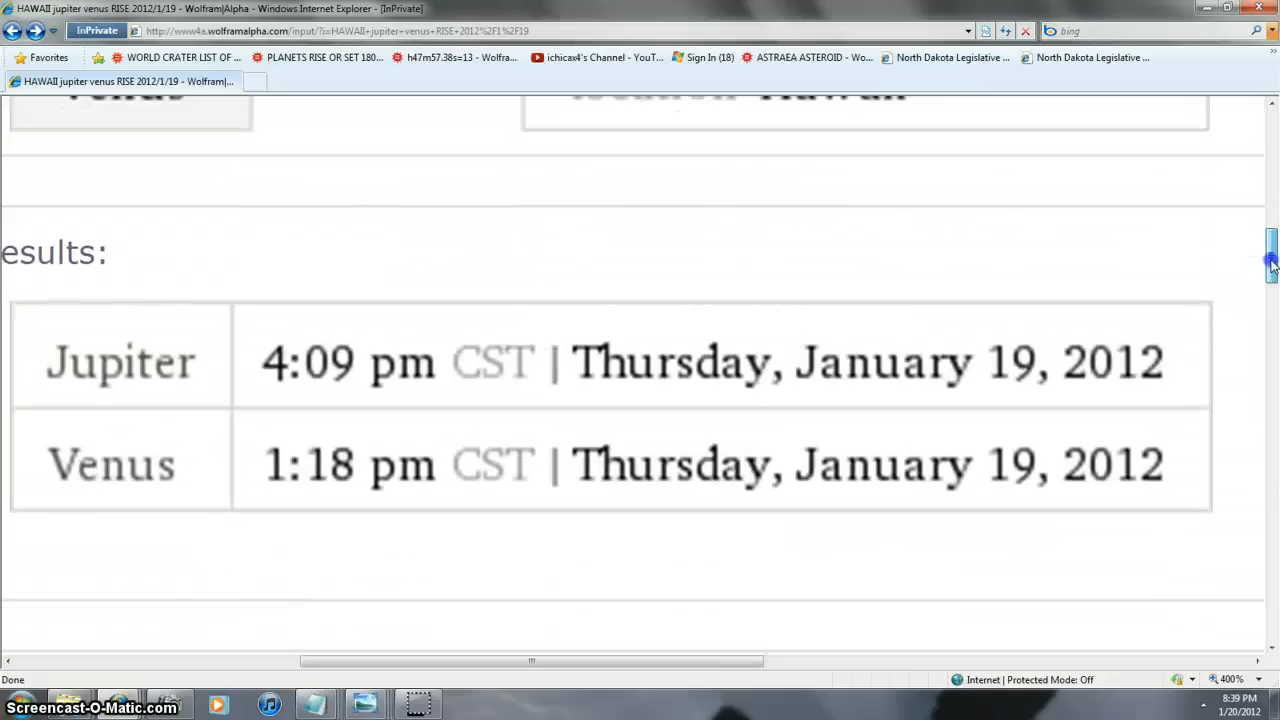 HAWAII jupiter venus RISE 2012/1/19 - Wolfram|Alpha - Windows Internet Explorer - [InPrivate]
InPrivate http://www4a.wolframalpha.com/input/?i=HAWAII+jupiter+venus+RISE+2012%2F1%2F19 bing
Favorites WORLD CRATER LIST OF ... PLANETS RISE OR SET 180... h47m57.38s=13 - Wolfra... ichicax4's Channel - YouT... Sign In (18) ASTRAEA ASTEROID - Wo... North Dakota Legislative ... North Dakota Legislative ...
HAWAII jupiter venus RISE 2012/1/19 - Wolfram|...
Venus location Hawaii
esults:
Jupiter 4:09 pm CST | Thursday, January 19, 2012
Venus 1:18 pm CST | Thursday, January 19, 2012
Done Internet | Protected Mode: Off 400%
Screencast-O-Matic.com 8:39 PM
1/20/2012